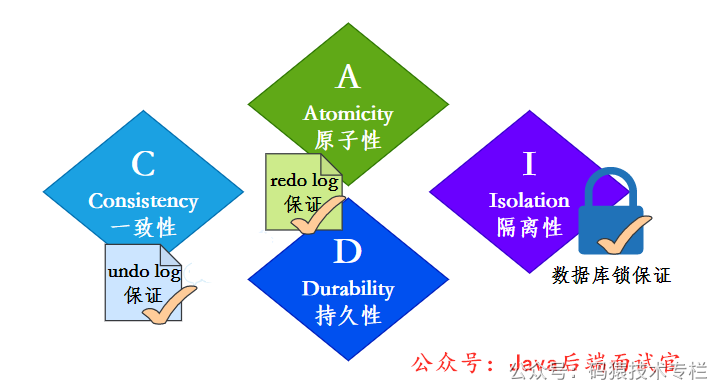 A
Atomicity
原子性
C
Consistency
一致性
redo log
保证
I
Isolation
隔离性
undo log
保证
D
Durability
持久性
数据库锁保证
公众号：Java后端面试官
公众号：码猿技术专栏